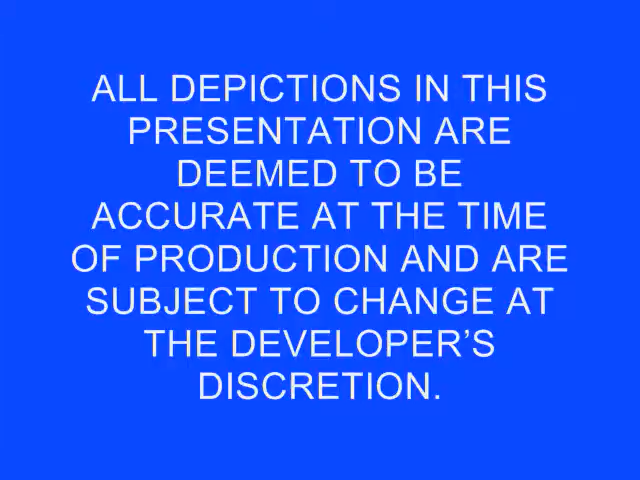 ALL DEPICTIONS IN THIS
PRESENTATION ARE
DEEMED TO BE
ACCURATE AT THE TIME
OF PRODUCTION AND ARE
SUBJECT TO CHANGE AT
THE DEVELOPER’S
DISCRETION.